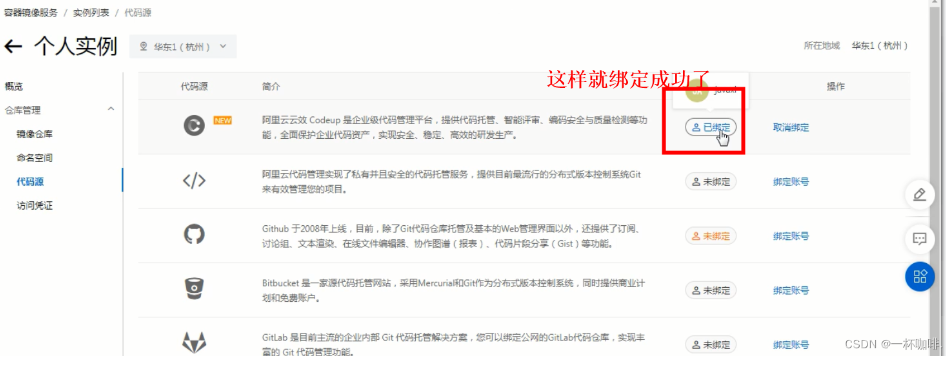 容器镜像服务 / 实例列表 / 代码源
← 个人实例
华东1（杭州）
所在地域 华东1（杭州）
概览
仓库管理
镜像仓库
命名空间
代码源
访问凭证
代码源 简介 操作
这样就绑定成功了
NEW
阿里云云效 Codeup 是企业级代码管理平台，提供代码托管、智能评审、编码安全与质量检测等功
能，全面保护企业代码资产，实现安全、稳定、高效的研发生产。
已绑定 取消绑定
阿里云代码管理实现了私有并且安全的代码托管服务，提供目前最流行的分布式版本控制系统Git
来有效管理您的项目。
未绑定 绑定账号
Github 于2008年上线，目前，除了Git代码仓库托管及基本的Web管理界面以外，还提供了订阅、
讨论组、文本渲染、在线文件编辑器、协作图谱（报表）、代码片段分享（Gist）等功能。
未绑定 绑定账号
Bitbucket 是一家源代码托管网站，采用Mercurial和Git作为分布式版本控制系统，同时提供商业计
划和免费账户。
未绑定 绑定账号
GitLab 是目前主流的企业内部 Git 代码托管解决方案，您可以绑定公网的GitLab代码仓库，实现丰
富的 Git 代码管理功能。
未绑定 绑定账号
CSDN @一杯咖啡